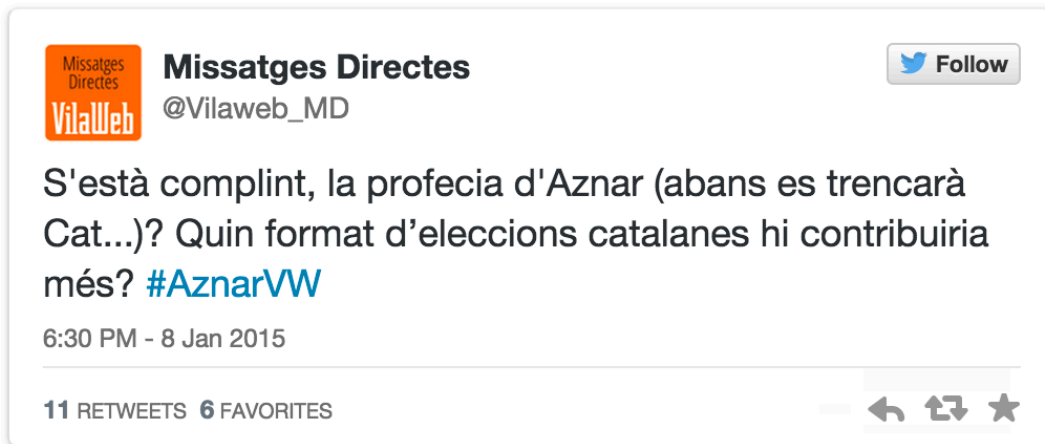 Missatges
Directes
VilaWeb
Missatges Directes
@Vilaweb_MD
Follow
S'està complint, la profecia d'Aznar (abans es trencarà
Cat...)? Quin format d’eleccions catalanes hi contribuiria
més? #AznarVW
6:30 PM - 8 Jan 2015
11 RETWEETS 6 FAVORITES